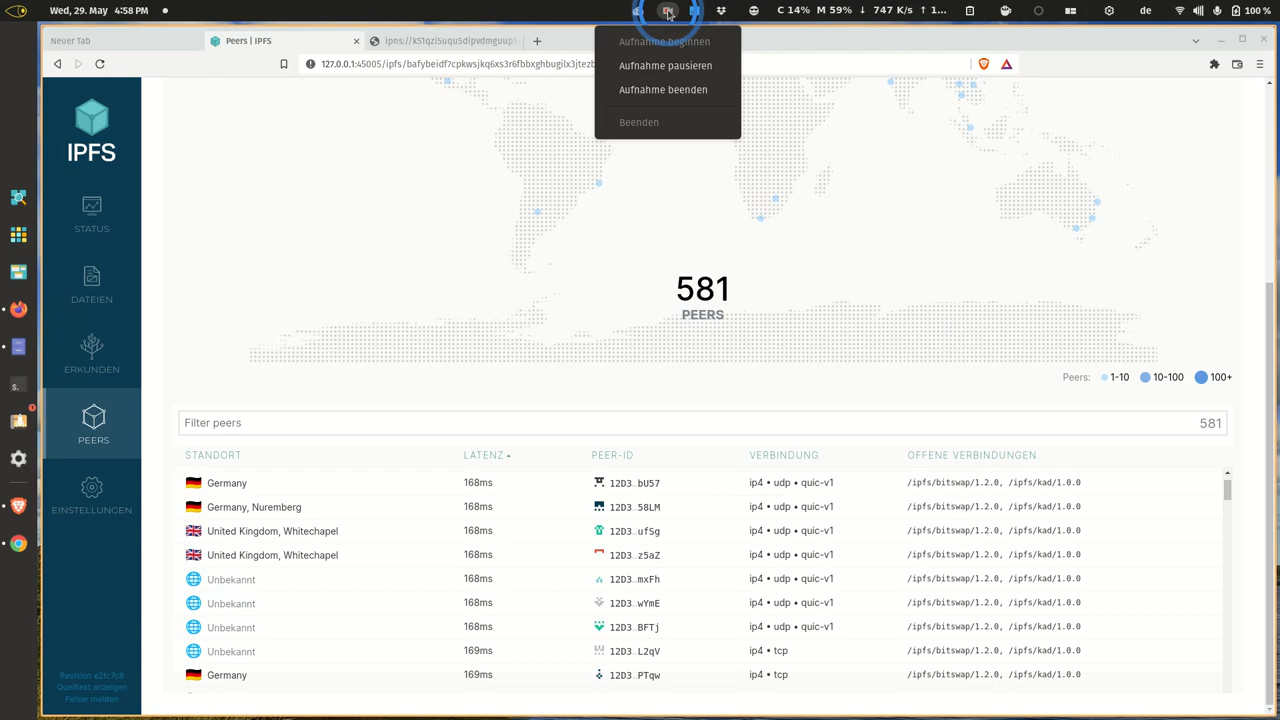 Wed, 29. May, 4:58 PM
C 14% M 59% ↓ 747 K/s ↑... 100 %
Neuer Tab
Peers | IPFS
ipns://k51qzi5uqu5dipvdmguup5
127.0.0.1:45005/ipfs/bafybeidf7cpkwsjkq6xs3r6fbbxghbugilx3jtezb
Aufnahme beginnen
Aufnahme pausieren
Aufnahme beenden
Beenden
IPFS
STATUS
DATEIEN
ERKUNDEN
PEERS
EINSTELLUNGEN
Revision e2fc7c8
Quelltext anzeigen
Fehler melden
581
PEERS
Peers: 1-10 10-100 100+
Filter peers 581
STANDORT LATENZ PEER-ID VERBINDUNG OFFENE VERBINDUNGEN
Germany 168ms 12D3…bU57 ip4 • udp • quic-v1 /ipfs/bitswap/1.2.0, /ipfs/kad/1.0.0
Germany, Nuremberg 168ms 12D3…58LM ip4 • udp • quic-v1 /ipfs/bitswap/1.2.0, /ipfs/kad/1.0.0
United Kingdom, Whitechapel 168ms 12D3…ufSg ip4 • udp • quic-v1 /ipfs/bitswap/1.2.0, /ipfs/kad/1.0.0
United Kingdom, Whitechapel 168ms 12D3…z5aZ ip4 • udp • quic-v1 /ipfs/bitswap/1.2.0, /ipfs/kad/1.0.0
Unbekannt 168ms 12D3…mxFh ip4 • udp • quic-v1 /ipfs/bitswap/1.2.0, /ipfs/kad/1.0.0
Unbekannt 168ms 12D3…wYmE ip4 • udp • quic-v1 /ipfs/bitswap/1.2.0, /ipfs/kad/1.0.0
Unbekannt 168ms 12D3…BFTj ip4 • udp • quic-v1 /ipfs/bitswap/1.2.0, /ipfs/kad/1.0.0
Unbekannt 169ms 12D3…L2qV ip4 • tcp /ipfs/bitswap/1.2.0, /ipfs/kad/1.0.0
Germany 169ms 12D3…PTqw ip4 • tcp /ipfs/bitswap/1.2.0, /ipfs/kad/1.0.0